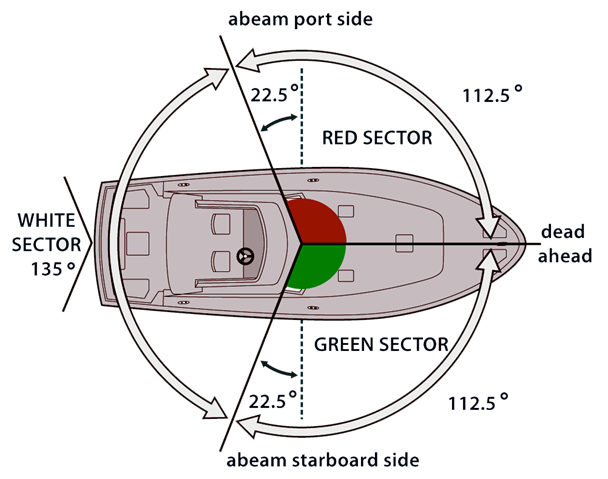 abeam port side
22.5°
112.5°
RED SECTOR
WHITE
SECTOR
135°
dead
ahead
GREEN SECTOR
22.5°
112.5°
abeam starboard side